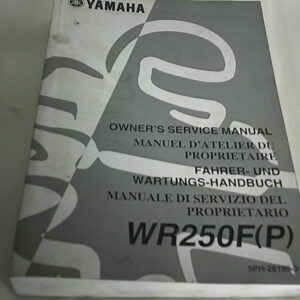 YAMAHA
OWNER'S SERVICE MANUAL
MANUEL D'ATELIER DU
PROPRIETAIRE
FAHRER- UND
WARTUNGS-HANDBUCH
MANUALE DI SERVIZIO DEL
PROPRIETARIO
WR250F(P)